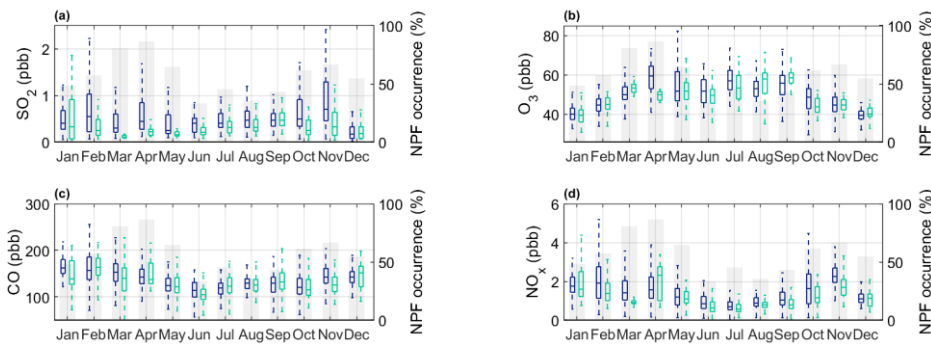 (a)
SO2 (pbb)
2
1
0
100
50
0
NPF occurrence (%)
Jan Feb Mar Apr May Jun Jul Aug Sep Oct Nov Dec
(b)
O3 (pbb)
80
60
40
100
50
0
NPF occurrence (%)
Jan Feb Mar Apr May Jun Jul Aug Sep Oct Nov Dec
(c)
CO (pbb)
300
200
100
100
50
0
NPF occurrence (%)
Jan Feb Mar Apr May Jun Jul Aug Sep Oct Nov Dec
(d)
NOx (pbb)
6
4
2
0
100
50
0
NPF occurrence (%)
Jan Feb Mar Apr May Jun Jul Aug Sep Oct Nov Dec